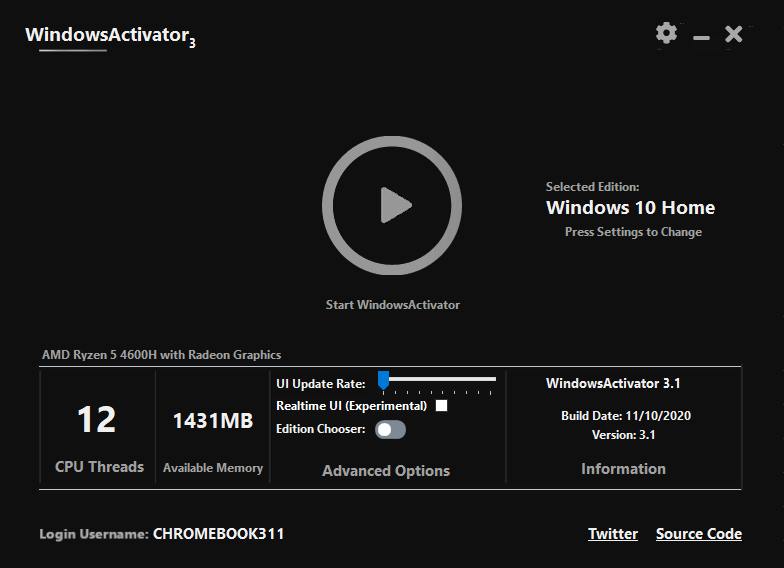 WindowsActivator3
Selected Edition:
Windows 10 Home
Press Settings to Change
Start WindowsActivator
AMD Ryzen 5 4600H with Radeon Graphics
12
CPU Threads
1431MB
Available Memory
UI Update Rate:
Realtime UI (Experimental)
Edition Chooser:
Advanced Options
WindowsActivator 3.1
Build Date: 11/10/2020
Version: 3.1
Information
Login Username: CHROMEBOOK311
Twitter
Source Code